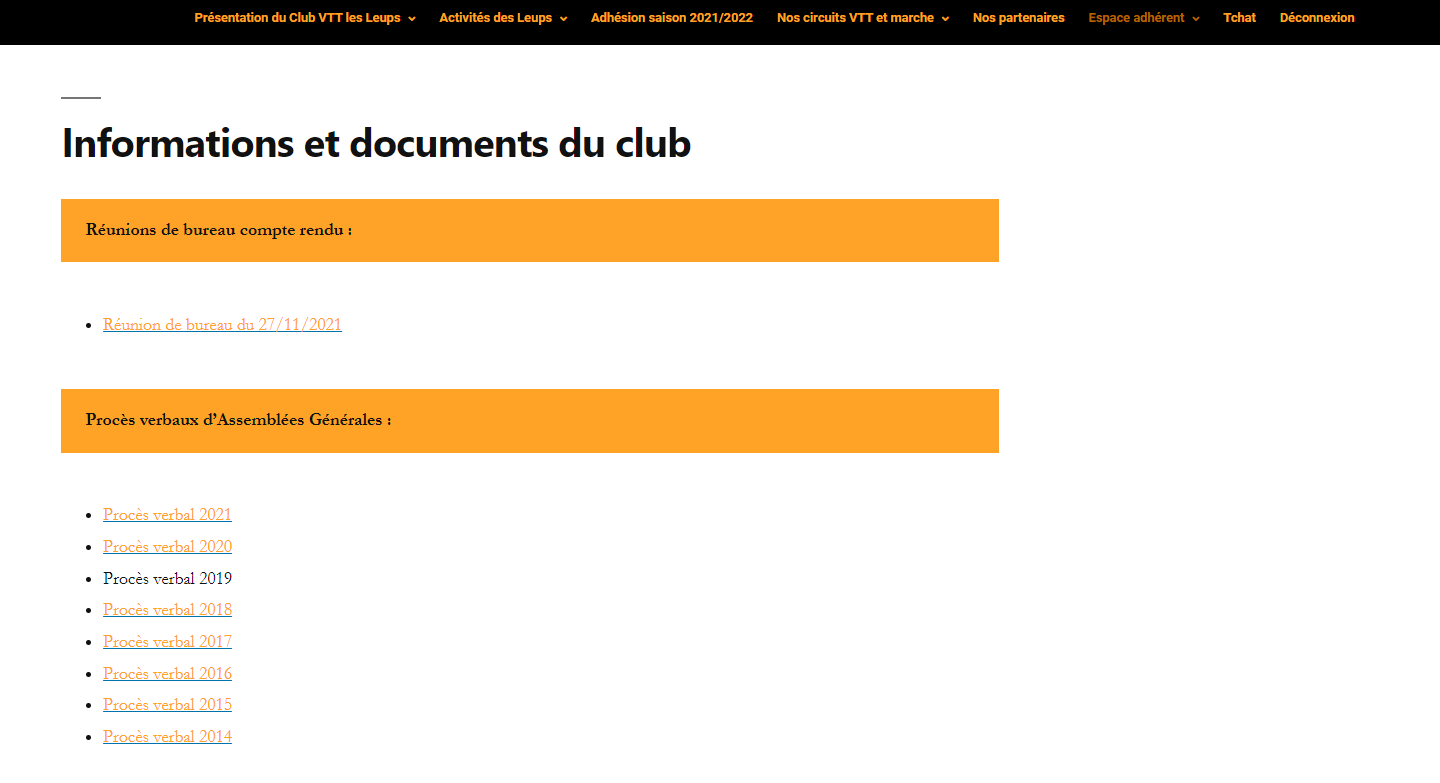 Présentation du Club VTT les Leups Activités des Leups Adhésion saison 2021/2022 Nos circuits VTT et marche Nos partenaires Espace adhérent Tchat Déconnexion
Informations et documents du club
Réunions de bureau compte rendu :
Réunion de bureau du 27/11/2021
Procès verbaux d’Assemblées Générales :
Procès verbal 2021
Procès verbal 2020
Procès verbal 2019
Procès verbal 2018
Procès verbal 2017
Procès verbal 2016
Procès verbal 2015
Procès verbal 2014